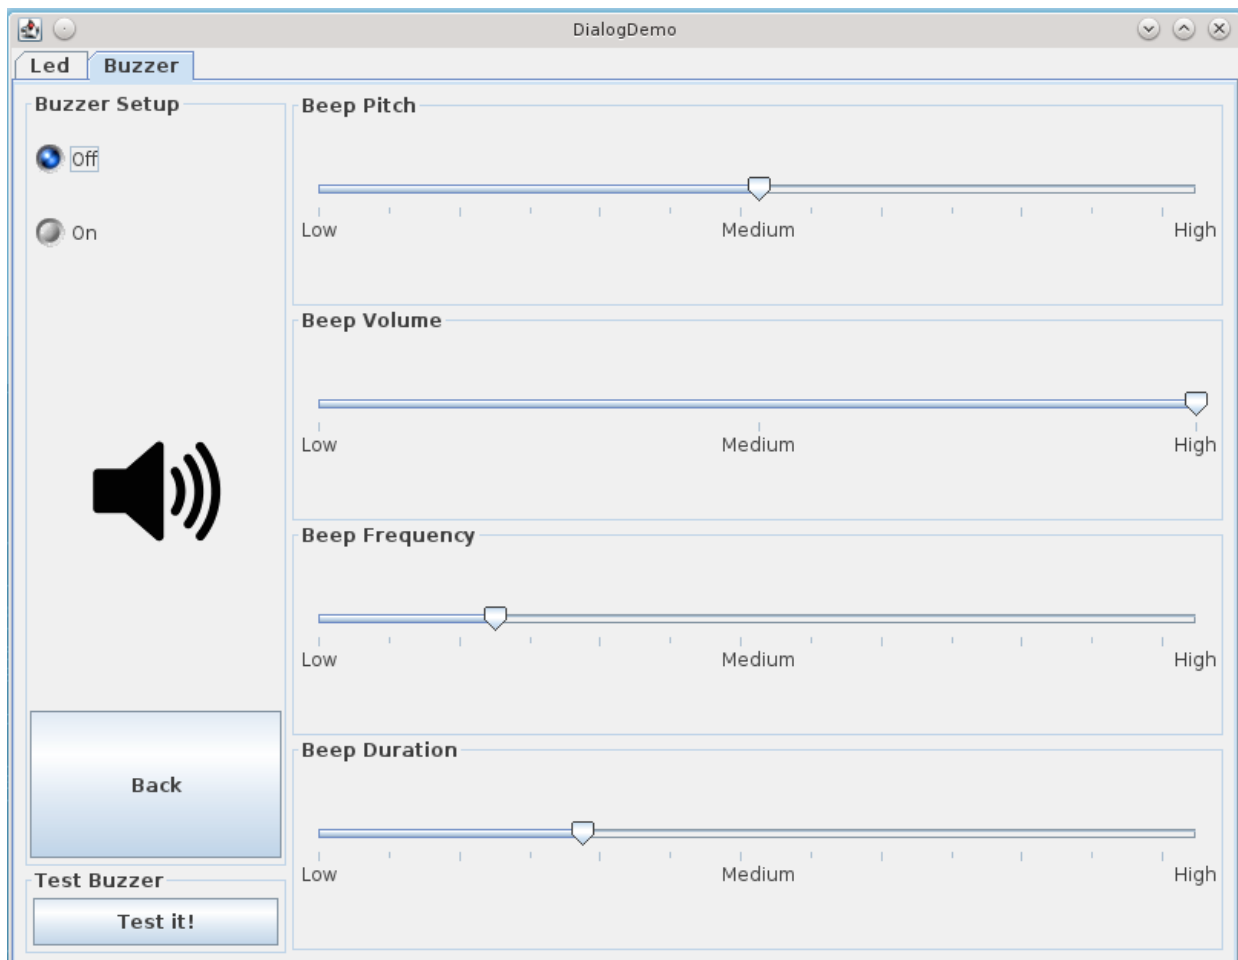 DialogDemo
Led Buzzer
Buzzer Setup
Off
On
Back
Test Buzzer
Test it!
Beep Pitch
Low Medium High
Beep Volume
Low Medium High
Beep Frequency
Low Medium High
Beep Duration
Low Medium High